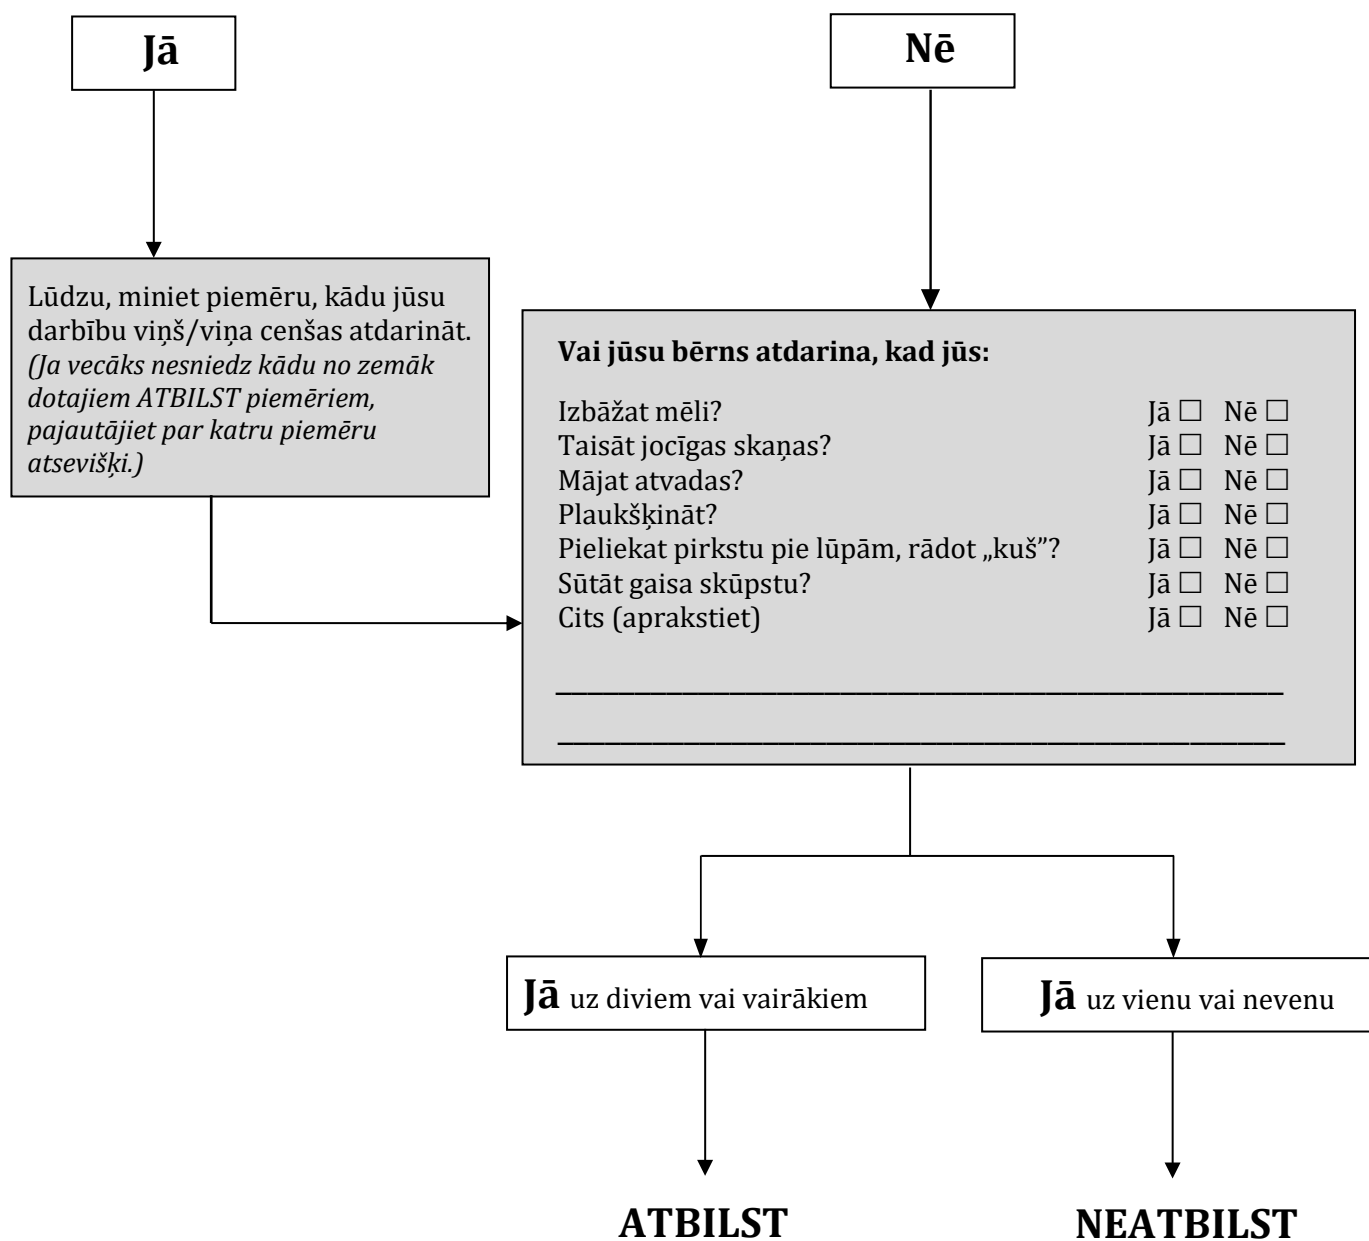 Jā
Nē
Lūdzu, miniet piemēru, kādu jūsu
darbību viņš/viņa cenšas atdarināt.
(Ja vecāks nesniedz kādu no zemāk
dotajiem ATBILST piemēriem,
pajautājiet par katru piemēru
atsevišķi.)
Vai jūsu bērns atdarina, kad jūs:
Izbāžat mēli? Jā ☐ Nē ☐
Taisāt jocīgas skaņas? Jā ☐ Nē ☐
Mājat atvadas? Jā ☐ Nē ☐
Plaukšķināt? Jā ☐ Nē ☐
Pieliekat pirkstu pie lūpām, rādot „kuš”? Jā ☐ Nē ☐
Sūtāt gaisa skūpstu? Jā ☐ Nē ☐
Cits (aprakstiet) Jā ☐ Nē ☐
Jā uz diviem vai vairākiem
Jā uz vienu vai nevenu
ATBILST
NEATBILST